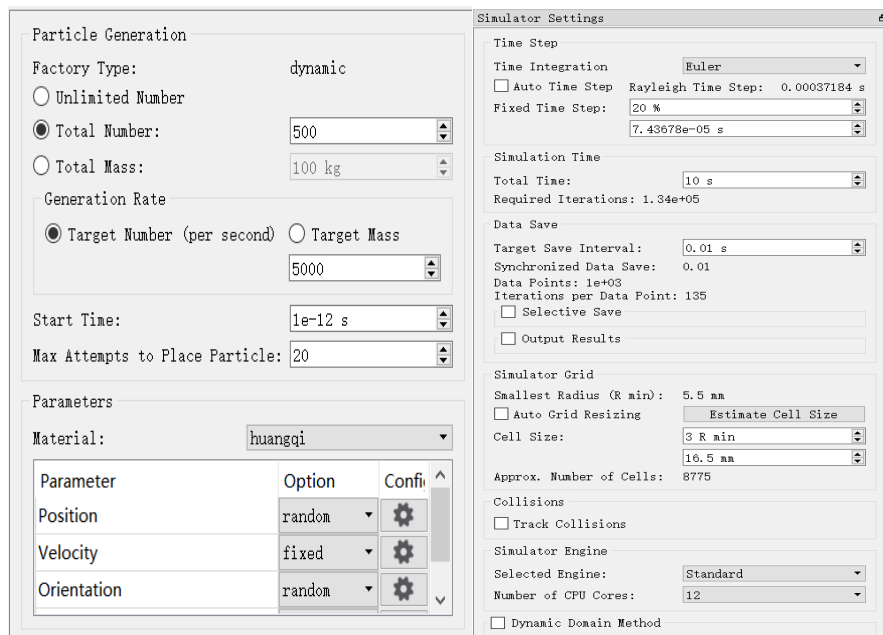 Particle Generation
Factory Type: dynamic
Unlimited Number
Total Number: 500
Total Mass: 100 kg
Generation Rate
Target Number (per second) Target Mass
5000
Start Time: 1e-12 s
Max Attempts to Place Particle: 20
Parameters
Material: huangqi
Parameter Option Confi
Position random
Velocity fixed
Orientation random
Simulator Settings
Time Step
Time Integration Euler
Auto Time Step Rayleigh Time Step: 0.00037184 s
Fixed Time Step: 20 %
7.43678e-05 s
Simulation Time
Total Time: 10 s
Required Iterations: 1.34e+05
Data Save
Target Save Interval: 0.01 s
Synchronized Data Save: 0.01
Data Points: 1e+03
Iterations per Data Point: 135
Selective Save
Output Results
Simulator Grid
Smallest Radius (R min): 5.5 mm
Auto Grid Resizing Estimate Cell Size
Cell Size: 3 R min
16.5 mm
Approx. Number of Cells: 8775
Collisions
Track Collisions
Simulator Engine
Selected Engine: Standard
Number of CPU Cores: 12
Dynamic Domain Method